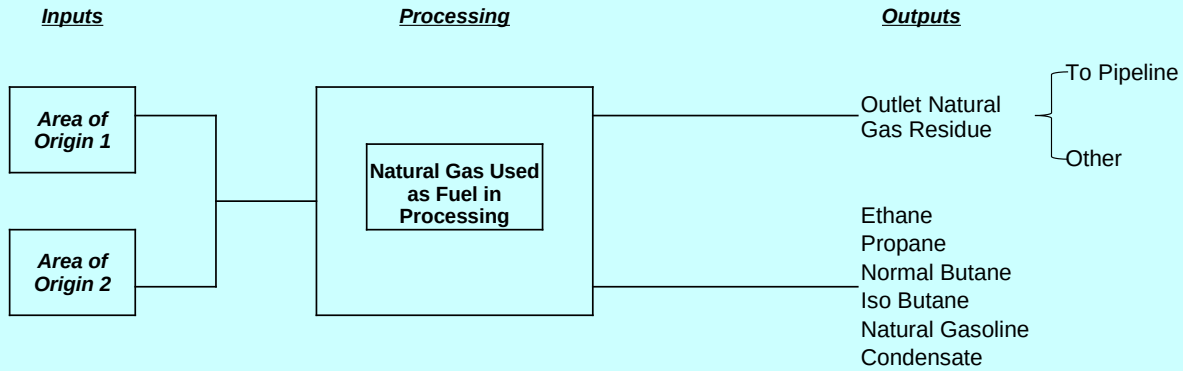 Inputs
Processing
Outputs
Area of
Origin 1
Area of
Origin 2
Natural Gas Used
as Fuel in
Processing
Outlet Natural
Gas Residue
To Pipeline
Other
Ethane
Propane
Normal Butane
Iso Butane
Natural Gasoline
Condensate